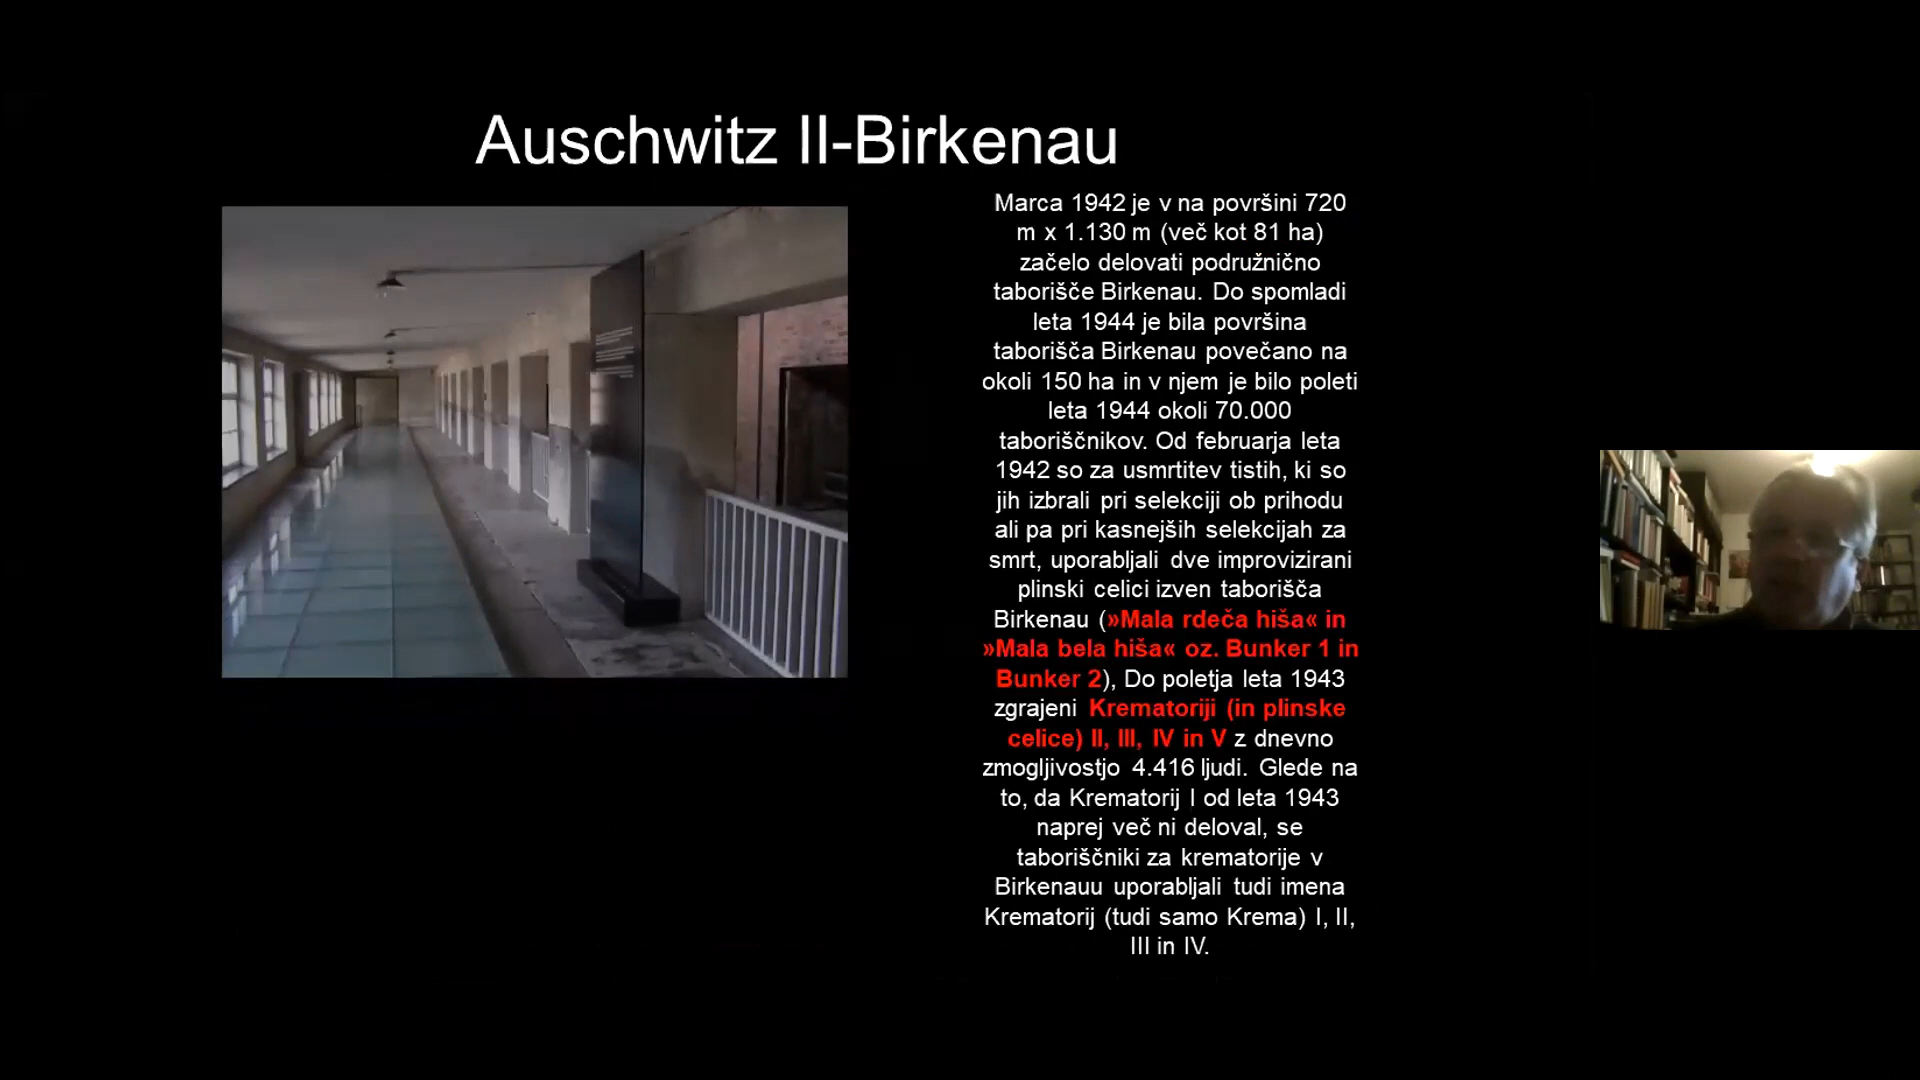 Auschwitz II-Birkenau
Marca 1942 je v na površini 720
m x 1.130 m (več kot 81 ha)
začelo delovati podružnično
taborišče Birkenau. Do spomladi
leta 1944 je bila površina
taborišča Birkenau povečano na
okoli 150 ha in v njem je bilo poleti
leta 1944 okoli 70.000
taboriščnikov. Od februarja leta
1942 so za usmrtitev tistih, ki so
jih izbrali pri selekciji ob prihodu
ali pa pri kasnejših selekcijah za
smrt, uporabljali dve improvizirani
plinski celici izven taborišča
Birkenau (»Mala rdeča hiša« in
»Mala bela hiša« oz. Bunker 1 in
Bunker 2), Do poletja leta 1943
zgrajeni Krematoriji (in plinske
celice) II, III, IV in V z dnevno
zmogljivostjo 4.416 ljudi. Glede na
to, da Krematorij I od leta 1943
naprej več ni deloval, se
taboriščniki za krematorije v
Birkenauu uporabljali tudi imena
Krematorij (tudi samo Krema) I, II,
III in IV.